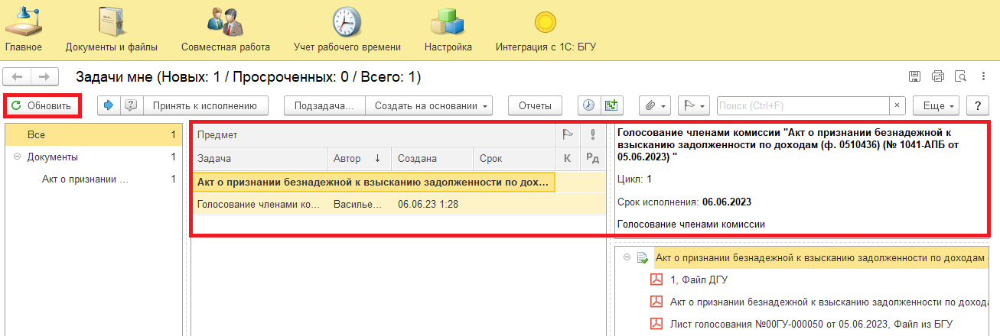 Главное
Документы и файлы
Совместная работа
Учет рабочего времени
Настройка
Интеграция с 1С: БГУ
Задачи мне (Новых: 1 / Просроченных: 0 / Всего: 1)
Обновить
Принять к исполнению
Подзадача...
Создать на основании
Отчеты
Поиск (Ctrl+F)
×
Еще
?
Все 1
Документы 1
Акт о признании ... 1
Предмет
Задача Автор ↓ Создана Срок К РД
Акт о признании безнадежной к взысканию задолженности по дох...
Голосование членами ко... Василье... 06.06.23 1:28
Голосование членами комиссии "Акт о признании безнадежной к
взысканию задолженности по доходам (ф. 0510436) (№ 1041-АПБ от
05.06.2023) "
Цикл: 1
Срок исполнения: 06.06.2023
Голосование членами комиссии
Акт о признании безнадежной к взысканию задолженности по доходам
1, Файл ДГУ
Акт о признании безнадежной к взысканию задолженности по дохода
Лист голосования №00ГУ-000050 от 05.06.2023, Файл из БГУ